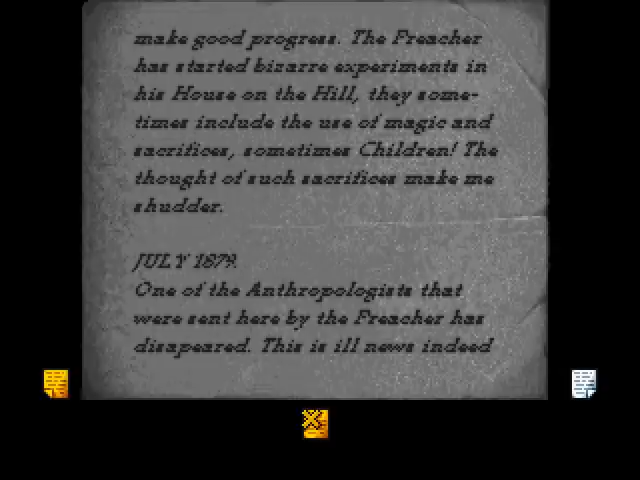 make good progress. The Preacher
has started bizarre experiments in
his House on the Hill, they some-
times include the use of magic and
sacrifices, sometimes Children! The
thought of such sacrifices make me
shudder.
JULY 1879.
One of the Anthropologists that
were sent here by the Preacher has
disapeared. This is ill news indeed